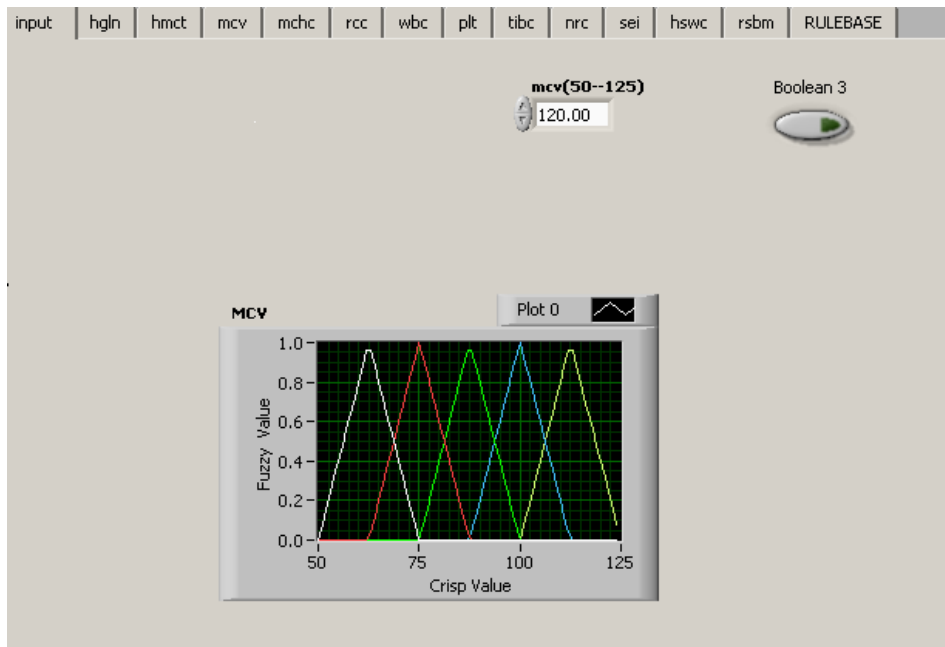 input hgln hmct mcv mchc rcc wbc plt tibc nrc sei hswc rsbm RULEBASE
mcv(50--125)
Boolean 3
120.00
MCV
Plot 0
1.0
0.8
0.6
0.4
0.2
0.0
Fuzzy Value
50 75 100 125
Crisp Value